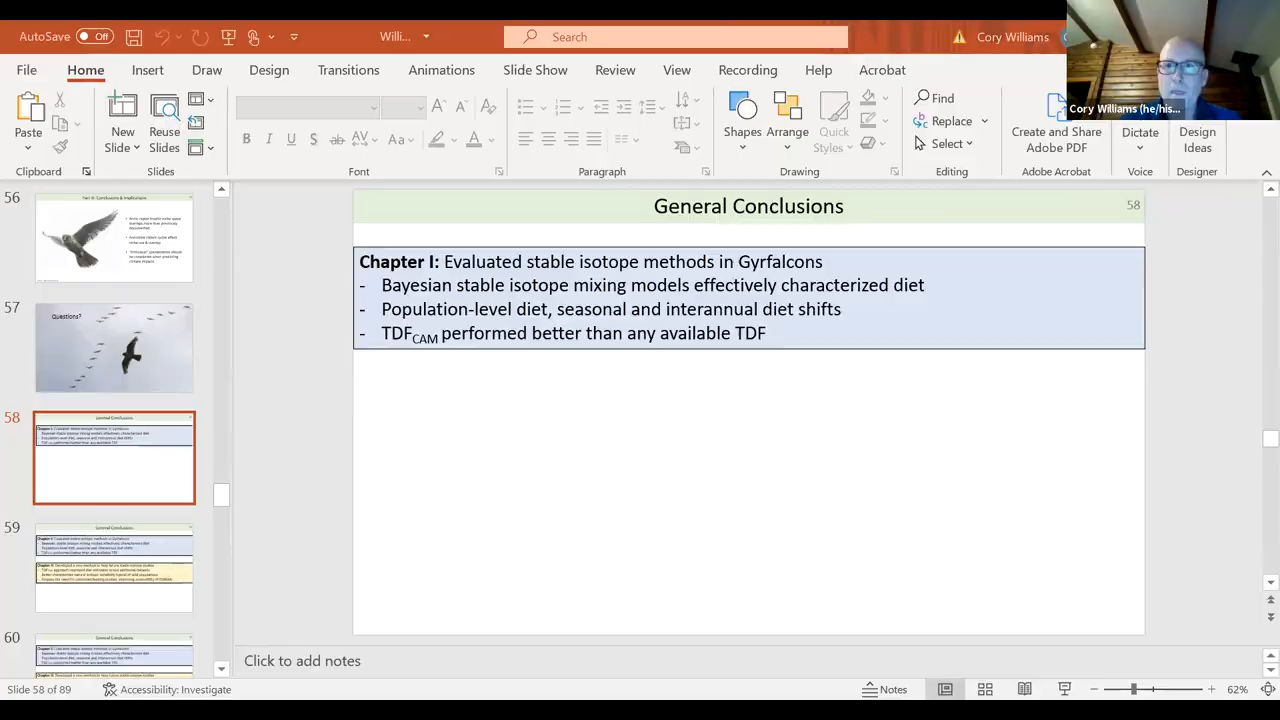 AutoSave
Off
Willi...
Search
Cory Williams
File
Home
Insert
Draw
Design
Transitions
Animations
Slide Show
Review
View
Recording
Help
Acrobat
Cory Williams (he/his...
Paste
New
Slide
Reuse
Slides
Shapes
Arrange
Quick
Styles
Find
Replace
Select
Create and Share
Adobe PDF
Dictate
Design
Ideas
Clipboard
Slides
Font
Paragraph
Drawing
Editing
Adobe Acrobat
Voice
Designer
56
57
Questions?
58
General Conclusions
59
General Conclusions
60
General Conclusions
General Conclusions
58
Chapter I: Evaluated stable isotope methods in Gyrfalcons
- Bayesian stable isotope mixing models effectively characterized diet
- Population-level diet, seasonal and interannual diet shifts
- TDFCAM performed better than any available TDF
Click to add notes
Slide 58 of 89
Accessibility: Investigate
Notes
62%